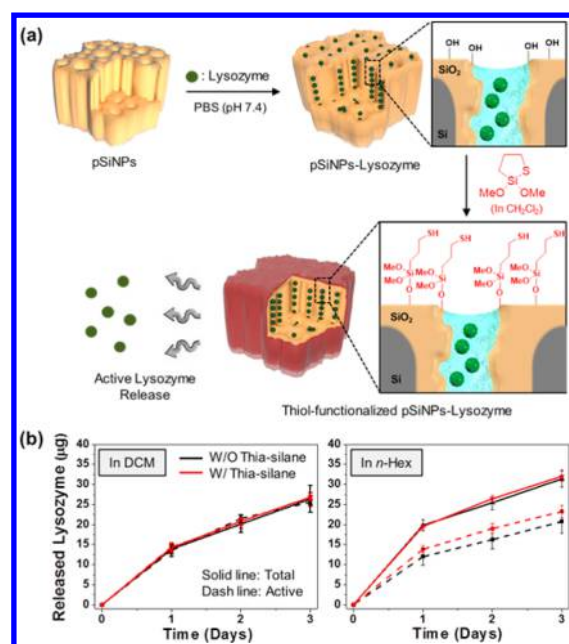 (a)
: Lysozyme
PBS (pH 7.4)
pSiNPs
pSiNPs-Lysozyme
OH OH OH OH
SiO2
Si
S
Si
MeO OMe
(In CH2Cl2)
SH SH SH SH
MeO MeO MeO MeO
Si Si Si Si
MeO MeO MeO MeO
O O O O
SiO2
Si
Active Lysozyme
Release
Thiol-functionalized pSiNPs-Lysozyme
(b)
Released Lysozyme (μg)
40
35
30
25
20
15
10
5
0
In DCM
W/O Thia-silane
W/ Thia-silane
Solid line: Total
Dash line: Active
0 1 2 3
Time (Days)
40
35
30
25
20
15
10
5
0
In n-Hex
0 1 2 3
Time (Days)